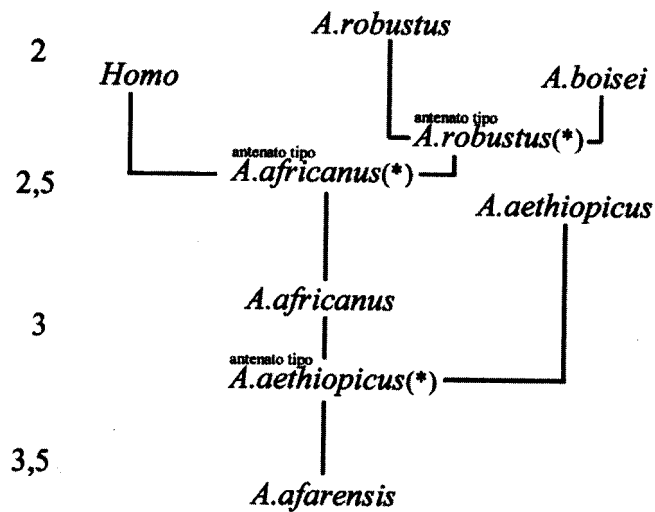 A.robustus
2
Homo
A.boisei
antenato tipo
A.robustus(*)
antenato tipo
A.africanus(*)
2,5
A.aethiopicus
A.africanus
3
antenato tipo
A.aethiopicus(*)
3,5
A.afarensis